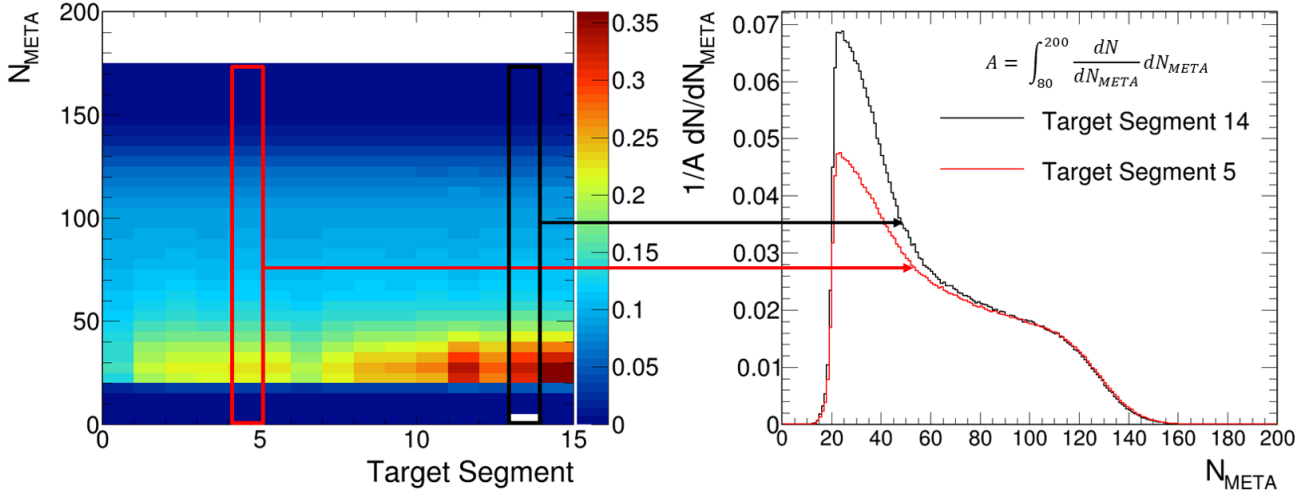 N_META
200
150
100
50
0
0 5 10 15
Target Segment
0.35
0.3
0.25
0.2
0.15
0.1
0.05
0
1/A dN/dN_META
0.07
0.06
0.05
0.04
0.03
0.02
0.01
0
A = ∫_80^200 dN/dN_META dN_META
Target Segment 14
Target Segment 5
0 20 40 60 80 100 120 140 160 180 200
N_META